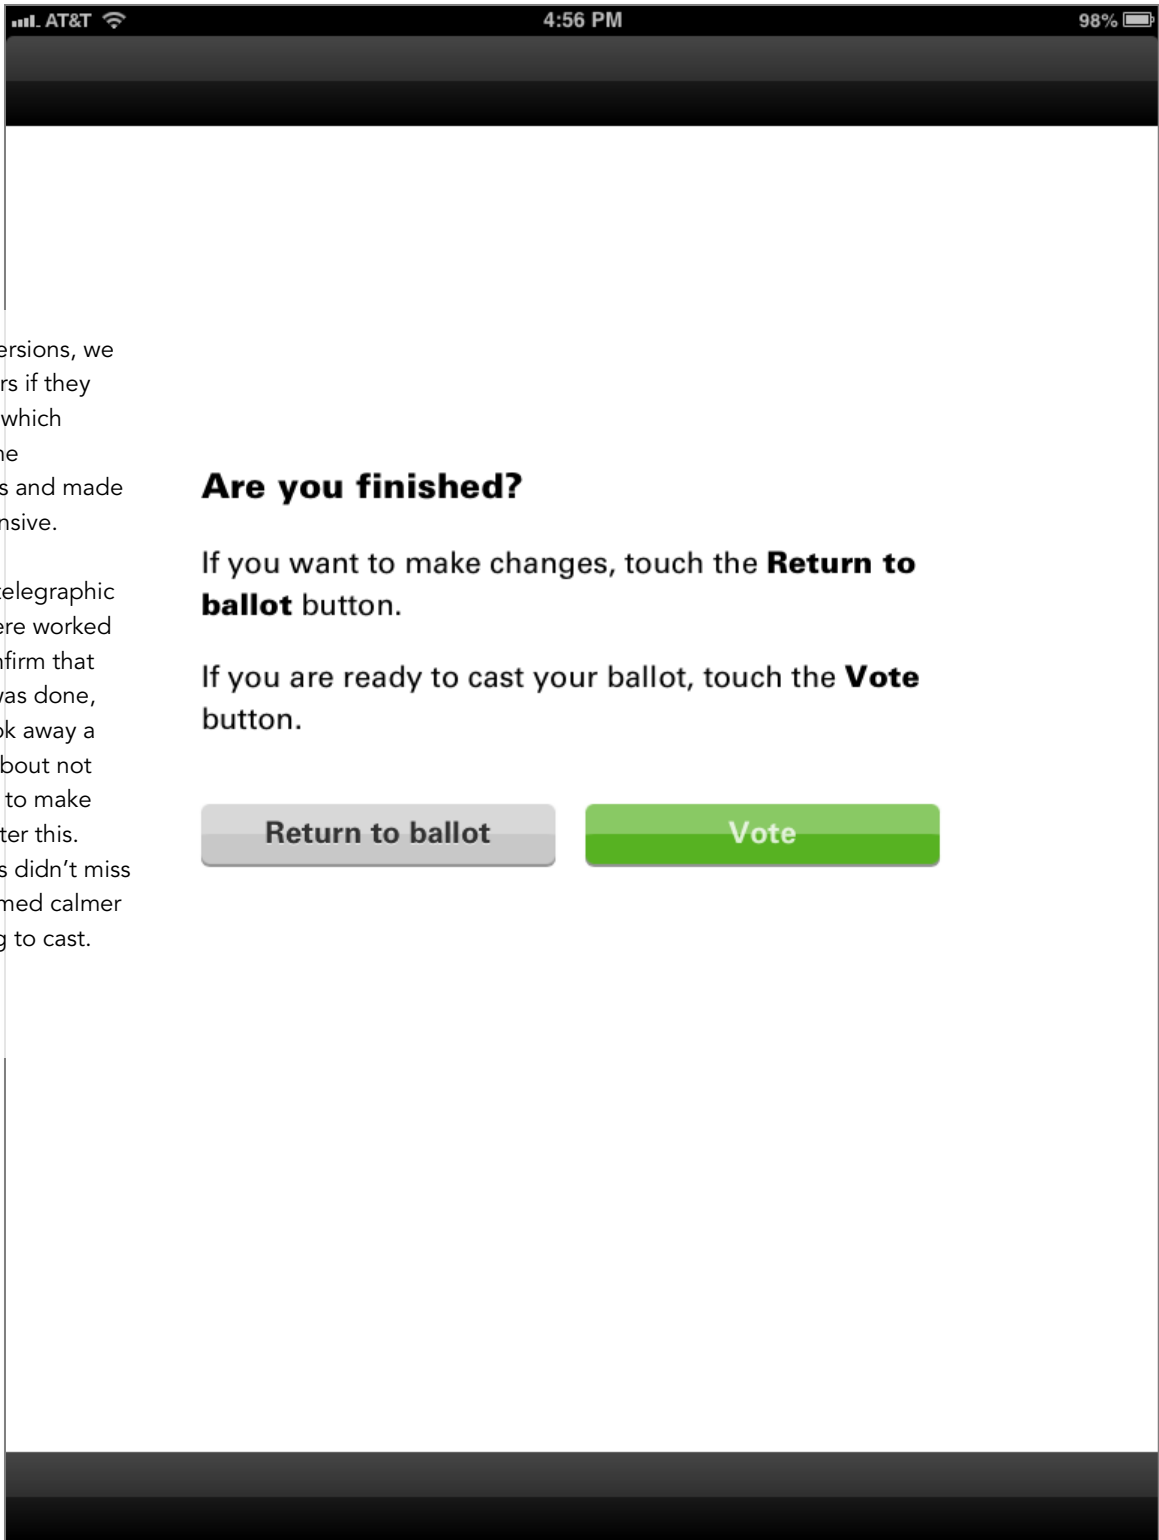 AT&T
4:56 PM
98%
ersions, we
rs if they
which
ne
s and made
nsive.
telegraphic
ere worked
nfirm that
was done,
ok away a
bout not
to make
ter this.
s didn't miss
med calmer
g to cast.
Are you finished?
If you want to make changes, touch the Return to
ballot button.
If you are ready to cast your ballot, touch the Vote
button.
Return to ballot
Vote